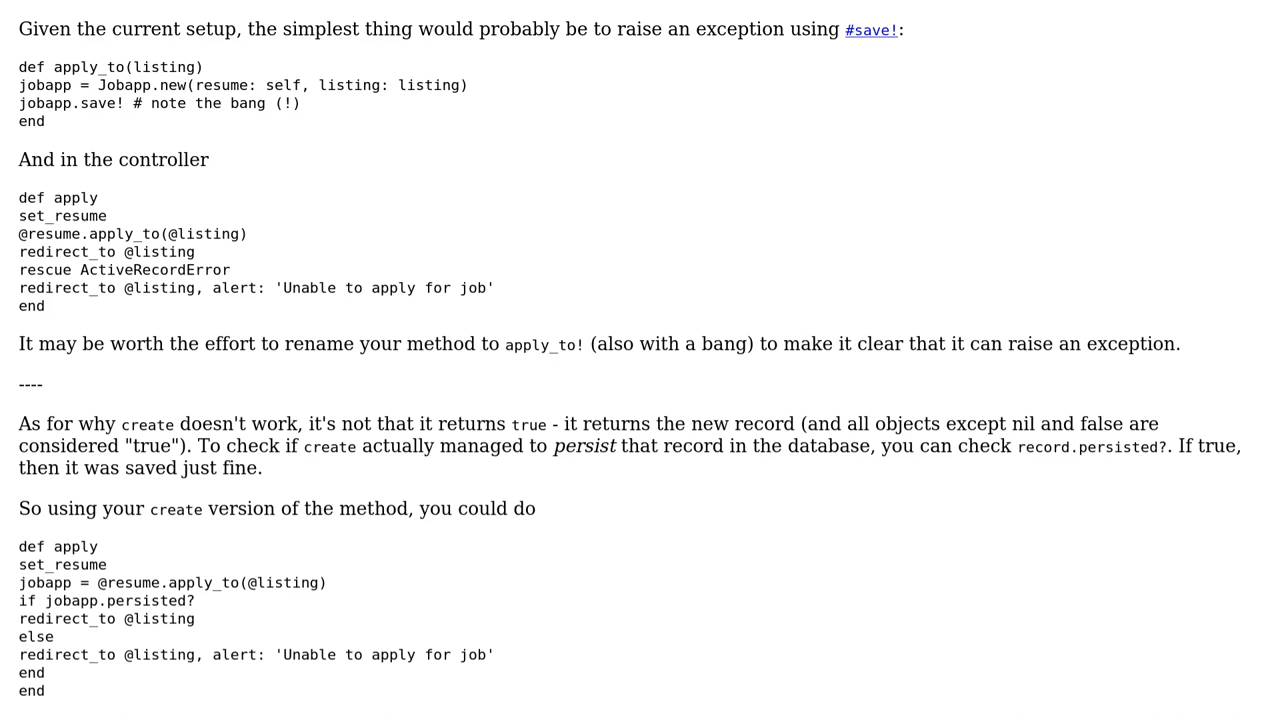 Given the current setup, the simplest thing would probably be to raise an exception using #save!:
def apply_to(listing)
jobapp = Jobapp.new(resume: self, listing: listing)
jobapp.save! # note the bang (!)
end
And in the controller
def apply
set_resume
@resume.apply_to(@listing)
redirect_to @listing
rescue ActiveRecordError
redirect_to @listing, alert: 'Unable to apply for job'
end
It may be worth the effort to rename your method to apply_to! (also with a bang) to make it clear that it can raise an exception.
----
As for why create doesn't work, it's not that it returns true - it returns the new record (and all objects except nil and false are
considered "true"). To check if create actually managed to persist that record in the database, you can check record.persisted?. If true,
then it was saved just fine.
So using your create version of the method, you could do
def apply
set_resume
jobapp = @resume.apply_to(@listing)
if jobapp.persisted?
redirect_to @listing
else
redirect_to @listing, alert: 'Unable to apply for job'
end
end